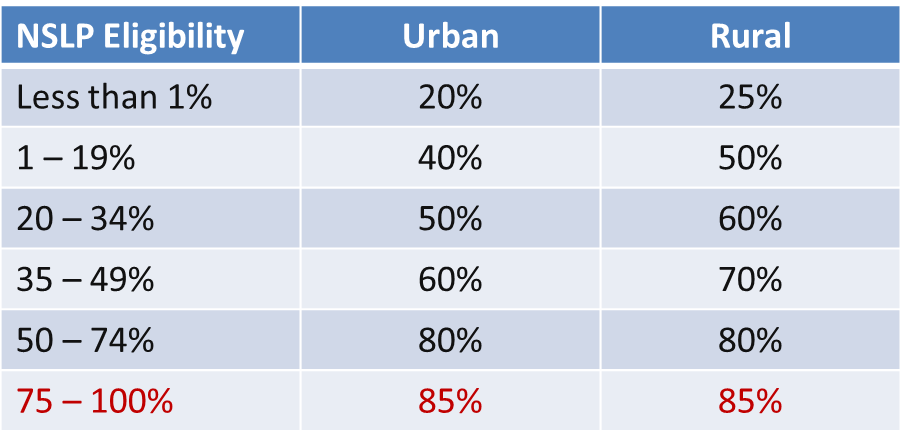 NSLP Eligibility Urban Rural
Less than 1% 20% 25%
1 – 19% 40% 50%
20 – 34% 50% 60%
35 – 49% 60% 70%
50 – 74% 80% 80%
75 – 100% 85% 85%